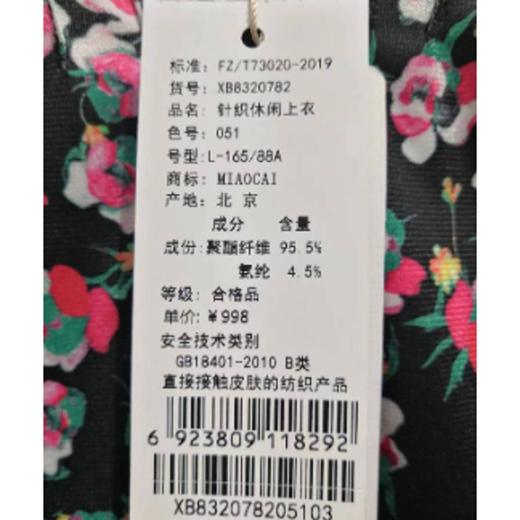 标准: FZ/T73020-2019
货号: XB8320782
品名: 针织休闲上衣
色号: 051
号型: L-165/88A
商标: MIAOCAI
产地: 北 京
成分 含量
成份: 聚酯纤维 95.5%
氨纶 4.5%
等级: 合格品
单价: ¥998
安全技术类别
GB18401-2010 B类
直接接触皮肤的纺织产品
6 923809 118292
XB832078205103